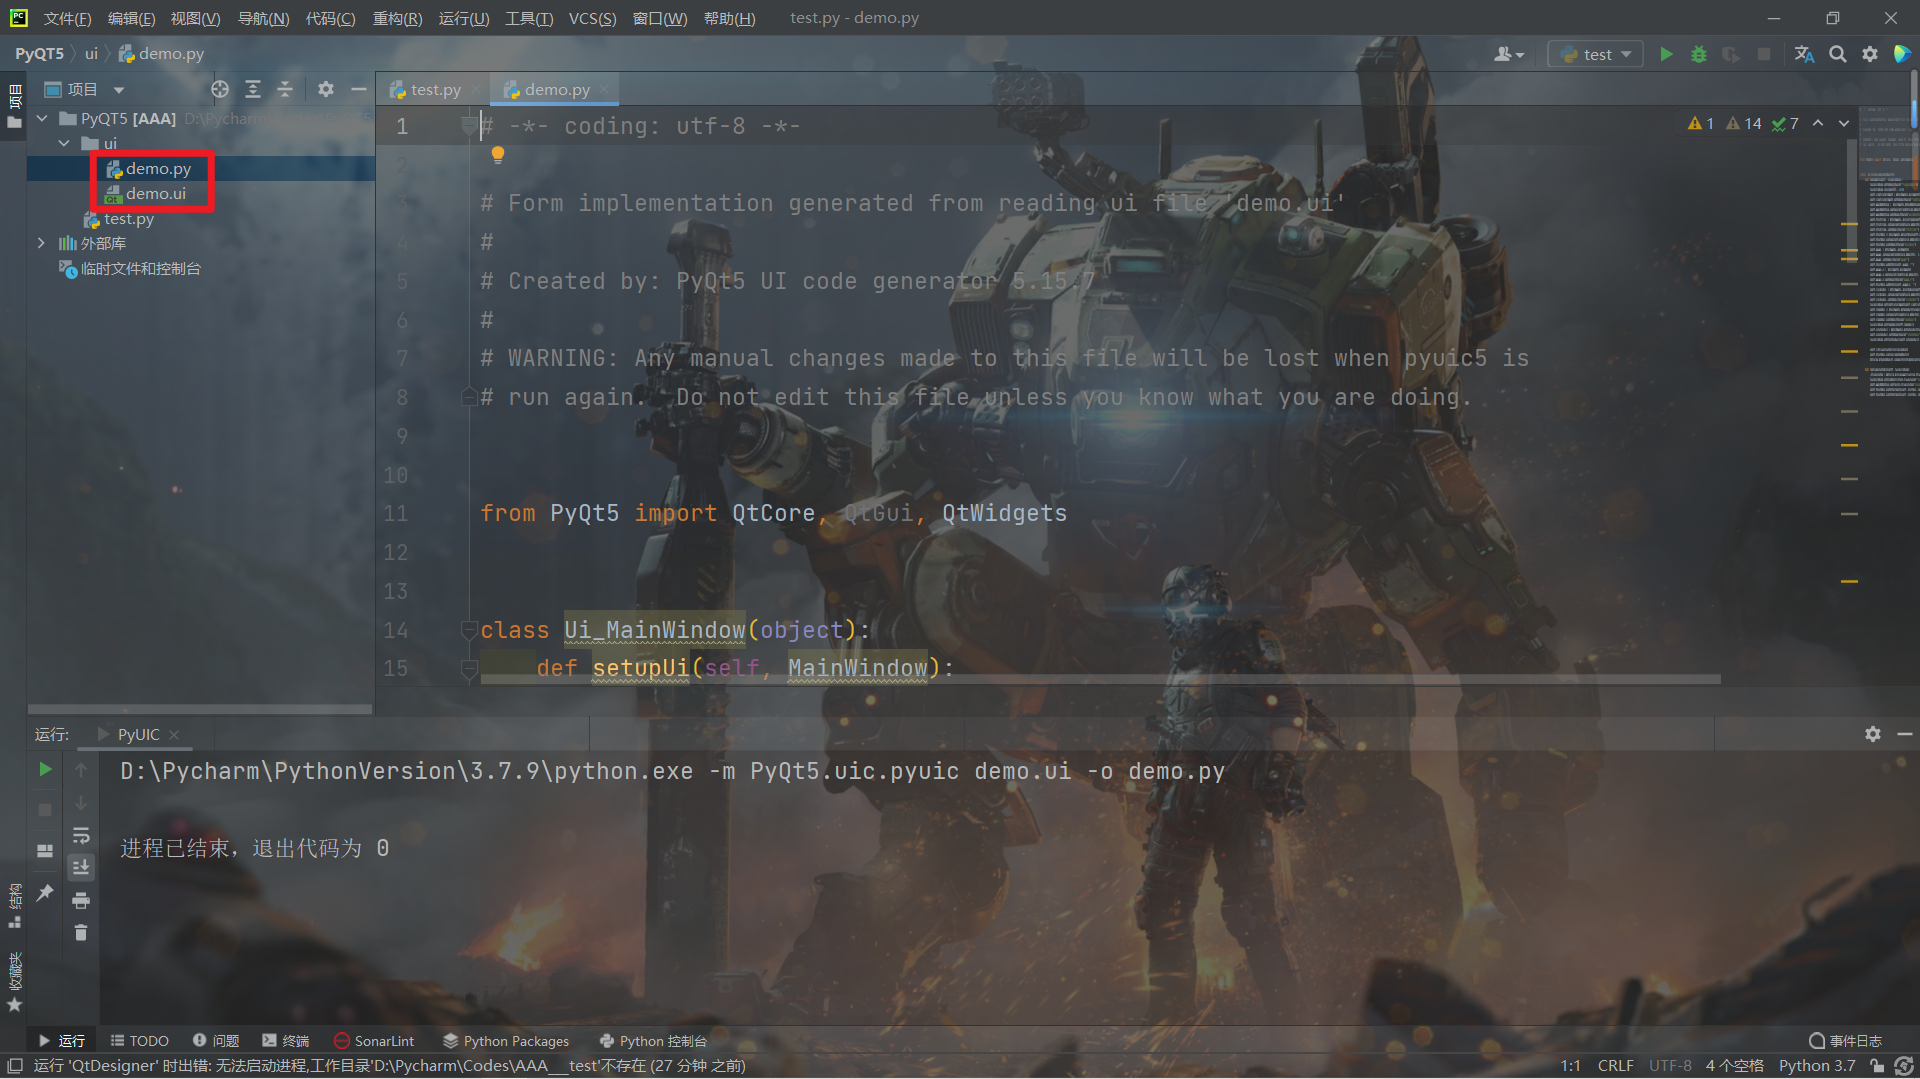 文件(F) 编辑(E) 视图(V) 导航(N) 代码(C) 重构(R) 运行(U) 工具(T) VCS(S) 窗口(W) 帮助(H) test.py - demo.py
PyQT5 ui demo.py
test
项目
项目
test.py demo.py
PyQT5 [AAA]
ui
demo.py
demo.ui
test.py
外部库
临时文件和控制台
1 14 7
1 # -*- coding: utf-8 -*-
2
3 # Form implementation generated from reading ui file 'demo.ui'
4 #
5 # Created by: PyQt5 UI code generator 5.15.7
6 #
7 # WARNING: Any manual changes made to this file will be lost when pyuic5 is
8 # run again.  Do not edit this file unless you know what you are doing.
9
10
11 from PyQt5 import QtCore, QtGui, QtWidgets
12
13
14 class Ui_MainWindow(object):
15 def setupUi(self, MainWindow):
运行: PyUIC
D:\Pycharm\PythonVersion\3.7.9\python.exe -m PyQt5.uic.pyuic demo.ui -o demo.py
进程已结束，退出代码为 0
结构
收藏夹
运行 TODO 问题 终端 SonarLint Python Packages Python 控制台 事件日志
运行 'QtDesigner' 时出错: 无法启动进程,工作目录'D:\Pycharm\Codes\AAA___test'不存在 (27 分钟 之前) 1:1 CRLF UTF-8 4 个空格 Python 3.7